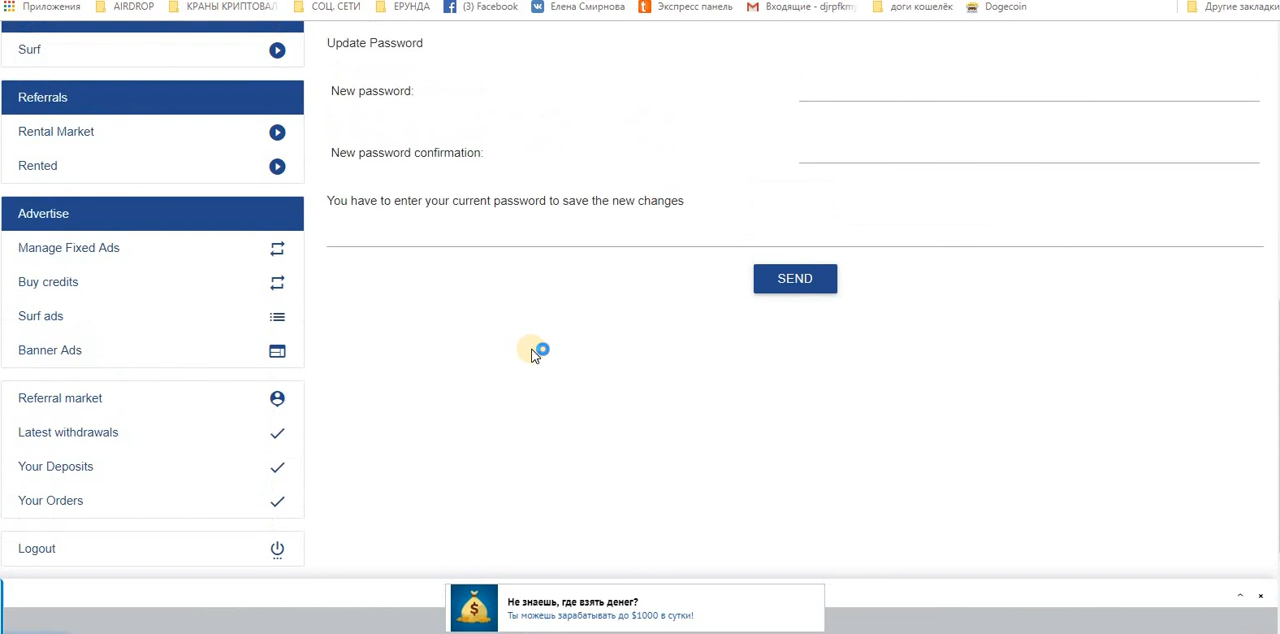 Приложения AIRDROP КРАНЫ КРИПТОВАЛ СОЦ. СЕТИ ЕРУНДА (3) Facebook Елена Смирнова Экспресс панель Входящие - djrpfkm доги кошелёк Dogecoin Другие закладки
Surf
Referrals
Rental Market
Rented
Advertise
Manage Fixed Ads
Buy credits
Surf ads
Banner Ads
Referral market
Latest withdrawals
Your Deposits
Your Orders
Logout
Update Password
New password:
New password confirmation:
You have to enter your current password to save the new changes
SEND
Не знаешь, где взять денег?
Ты можешь зарабатывать до $1000 в сутки!